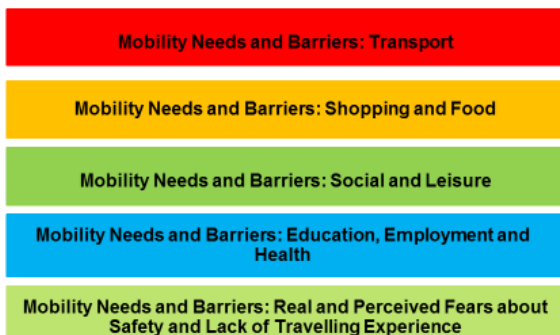 Mobility Needs and Barriers: Transport
Mobility Needs and Barriers: Shopping and Food
Mobility Needs and Barriers: Social and Leisure
Mobility Needs and Barriers: Education, Employment and
Health
Mobility Needs and Barriers: Real and Perceived Fears about
Safety and Lack of Travelling Experience